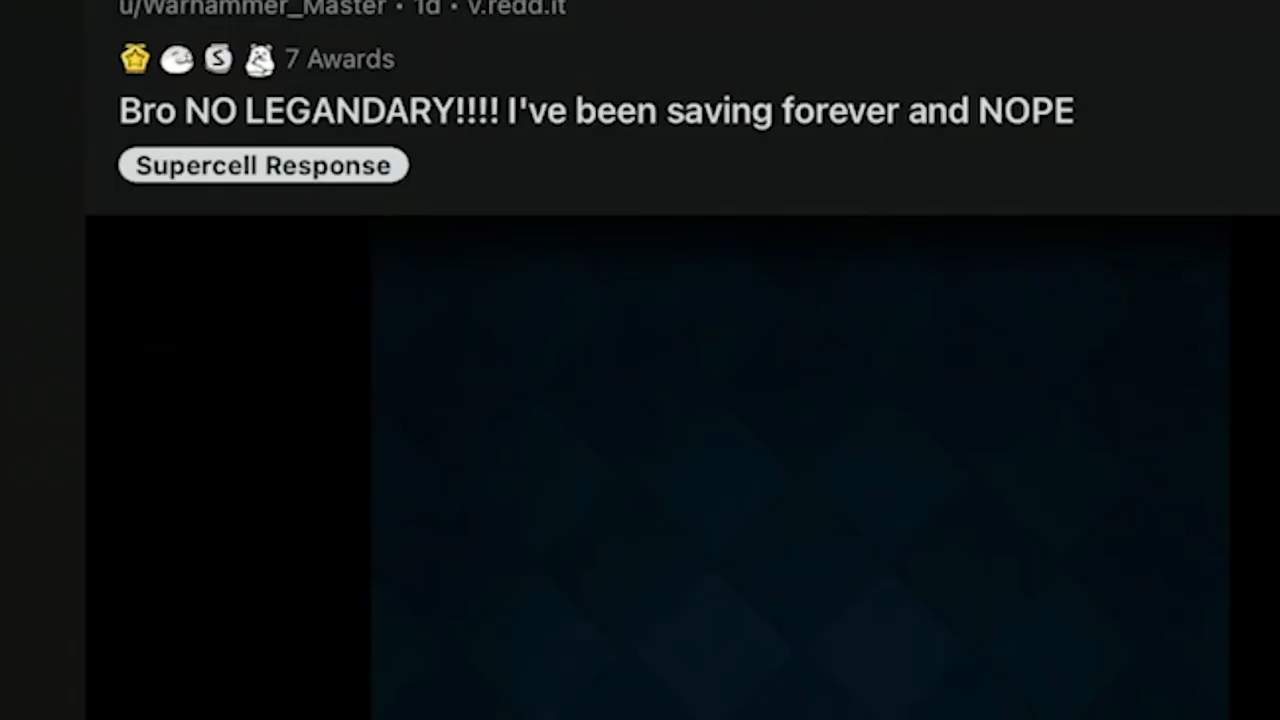 u/Warhammer_Master • 1d • v.redd.it
7 Awards
Bro NO LEGANDARY!!!! I've been saving forever and NOPE
Supercell Response